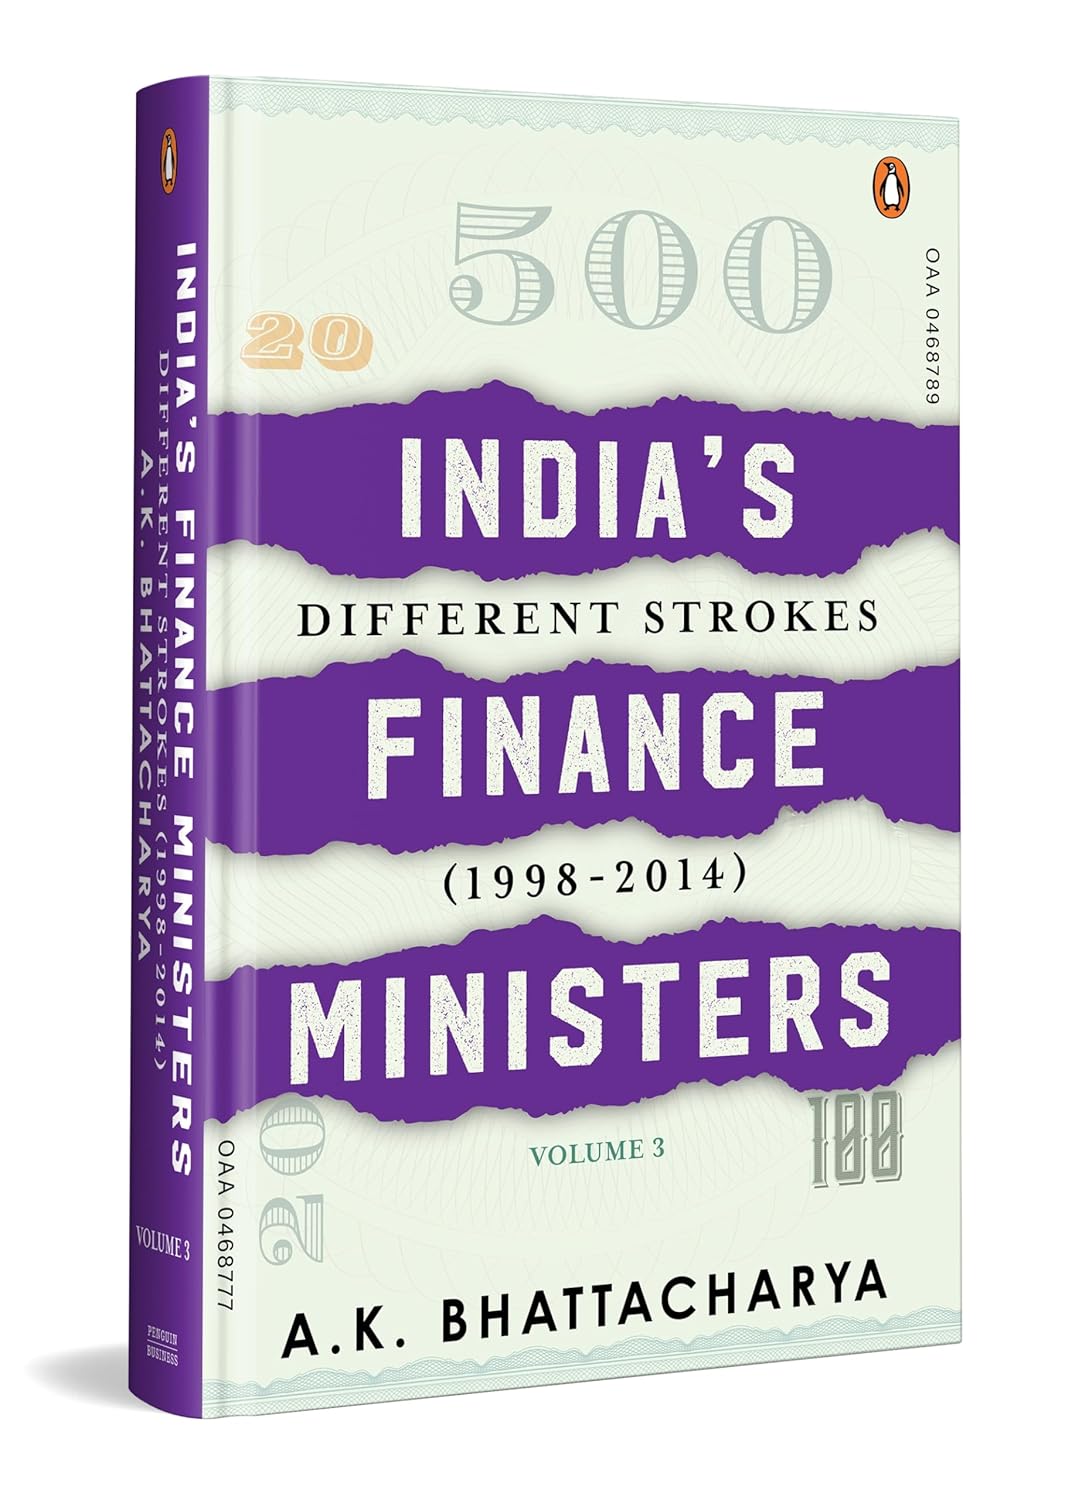 500
20
OAA 0468789
INDIA'S
DIFFERENT STROKES
FINANCE
(1998-2014)
MINISTERS
20
100
VOLUME 3
OAA 0468777
A.K. BHATTACHARYA
INDIA'S FINANCE MINISTERS
DIFFERENT STROKES (1998-2014)
A.K. BHATTACHARYA
VOLUME 3
PENGUIN
BUSINESS